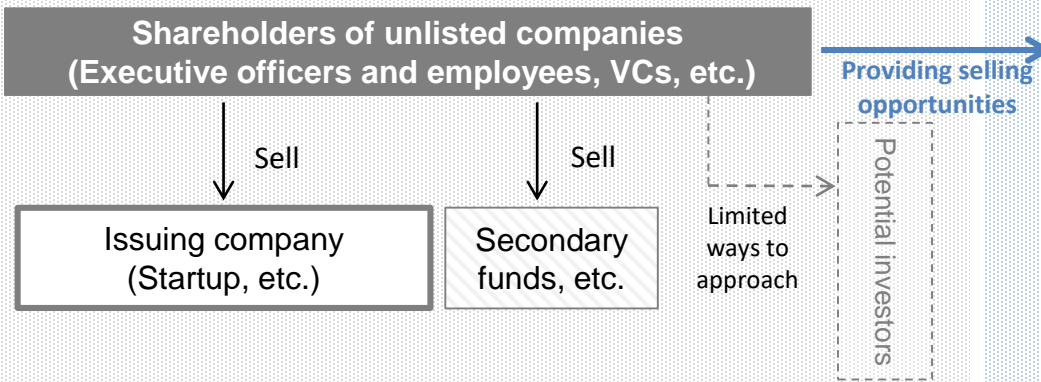 Shareholders of unlisted companies
(Executive officers and employees, VCs, etc.)
Providing selling
opportunities
Sell
Sell
Issuing company
(Startup, etc.)
Secondary
funds, etc.
Limited
ways to
approach
Potential investors